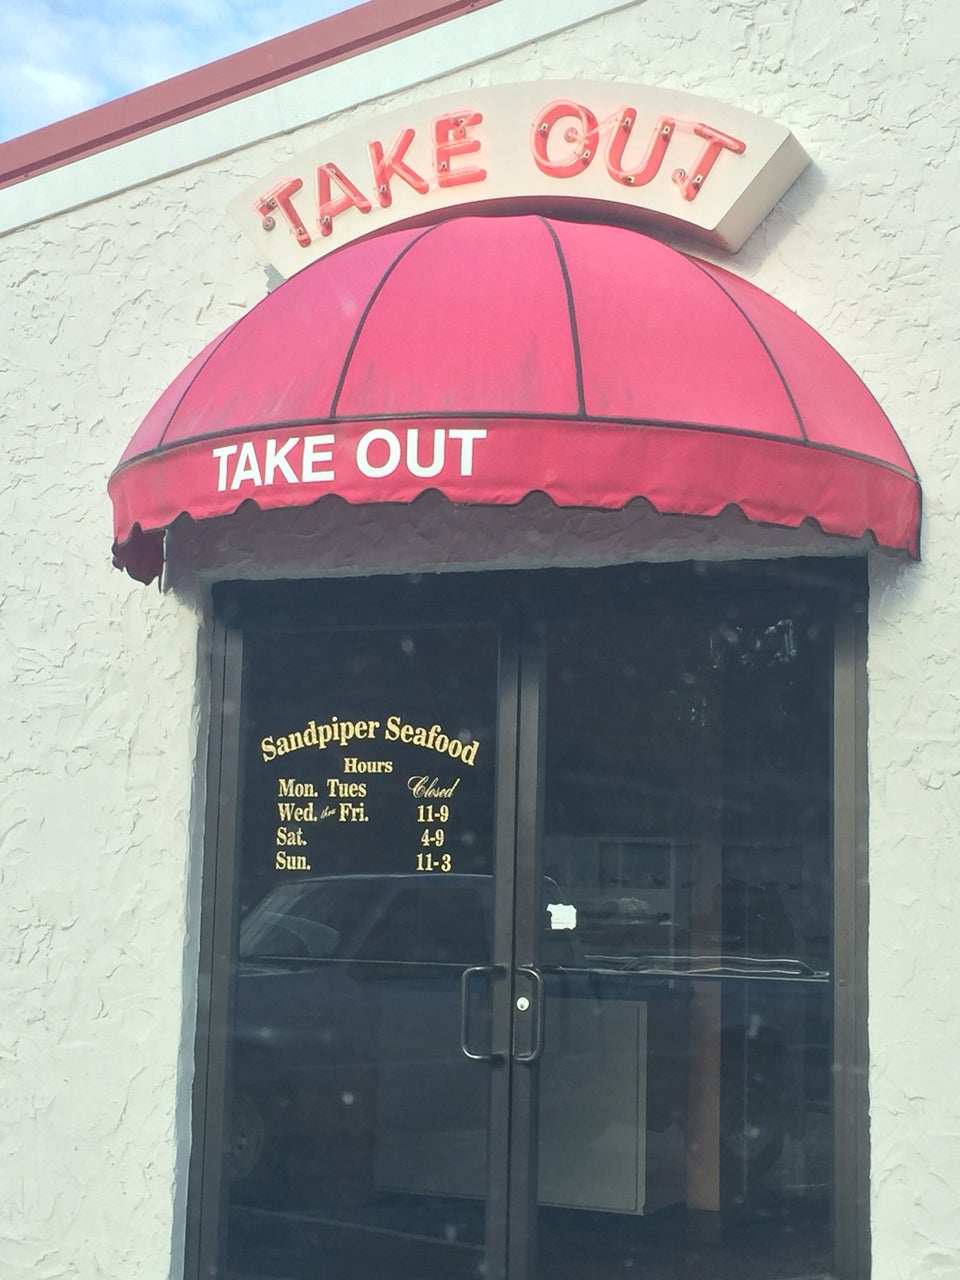 TAKE OUT
TAKE OUT
Sandpiper Seafood
Hours
Mon. Tues Closed
Wed. thru Fri. 11-9
Sat. 4-9
Sun. 11-3